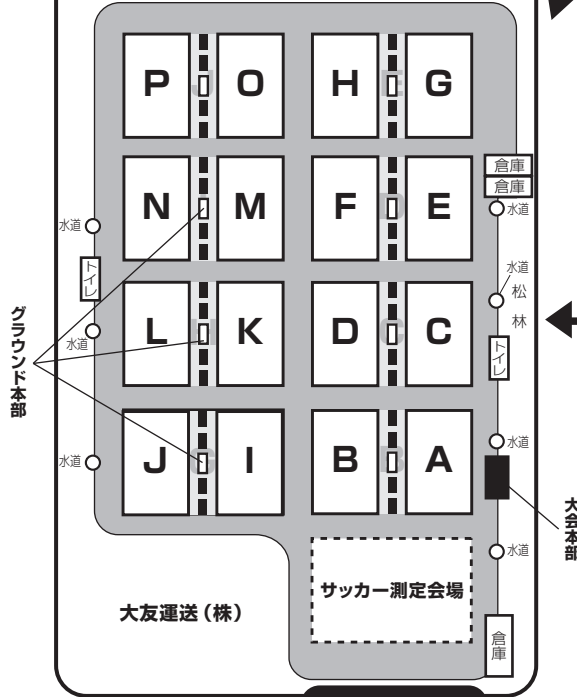 P
J
O
H
E
G
倉庫
倉庫
N
M
F
D
E
水道
水道
水道
松
林
トイレ
L
H
K
D
C
C
トイレ
水道
グラウンド本部
J
G
I
B
B
A
水道
水道
大会本部
水道
サッカー測定会場
大友運送(株)
倉庫